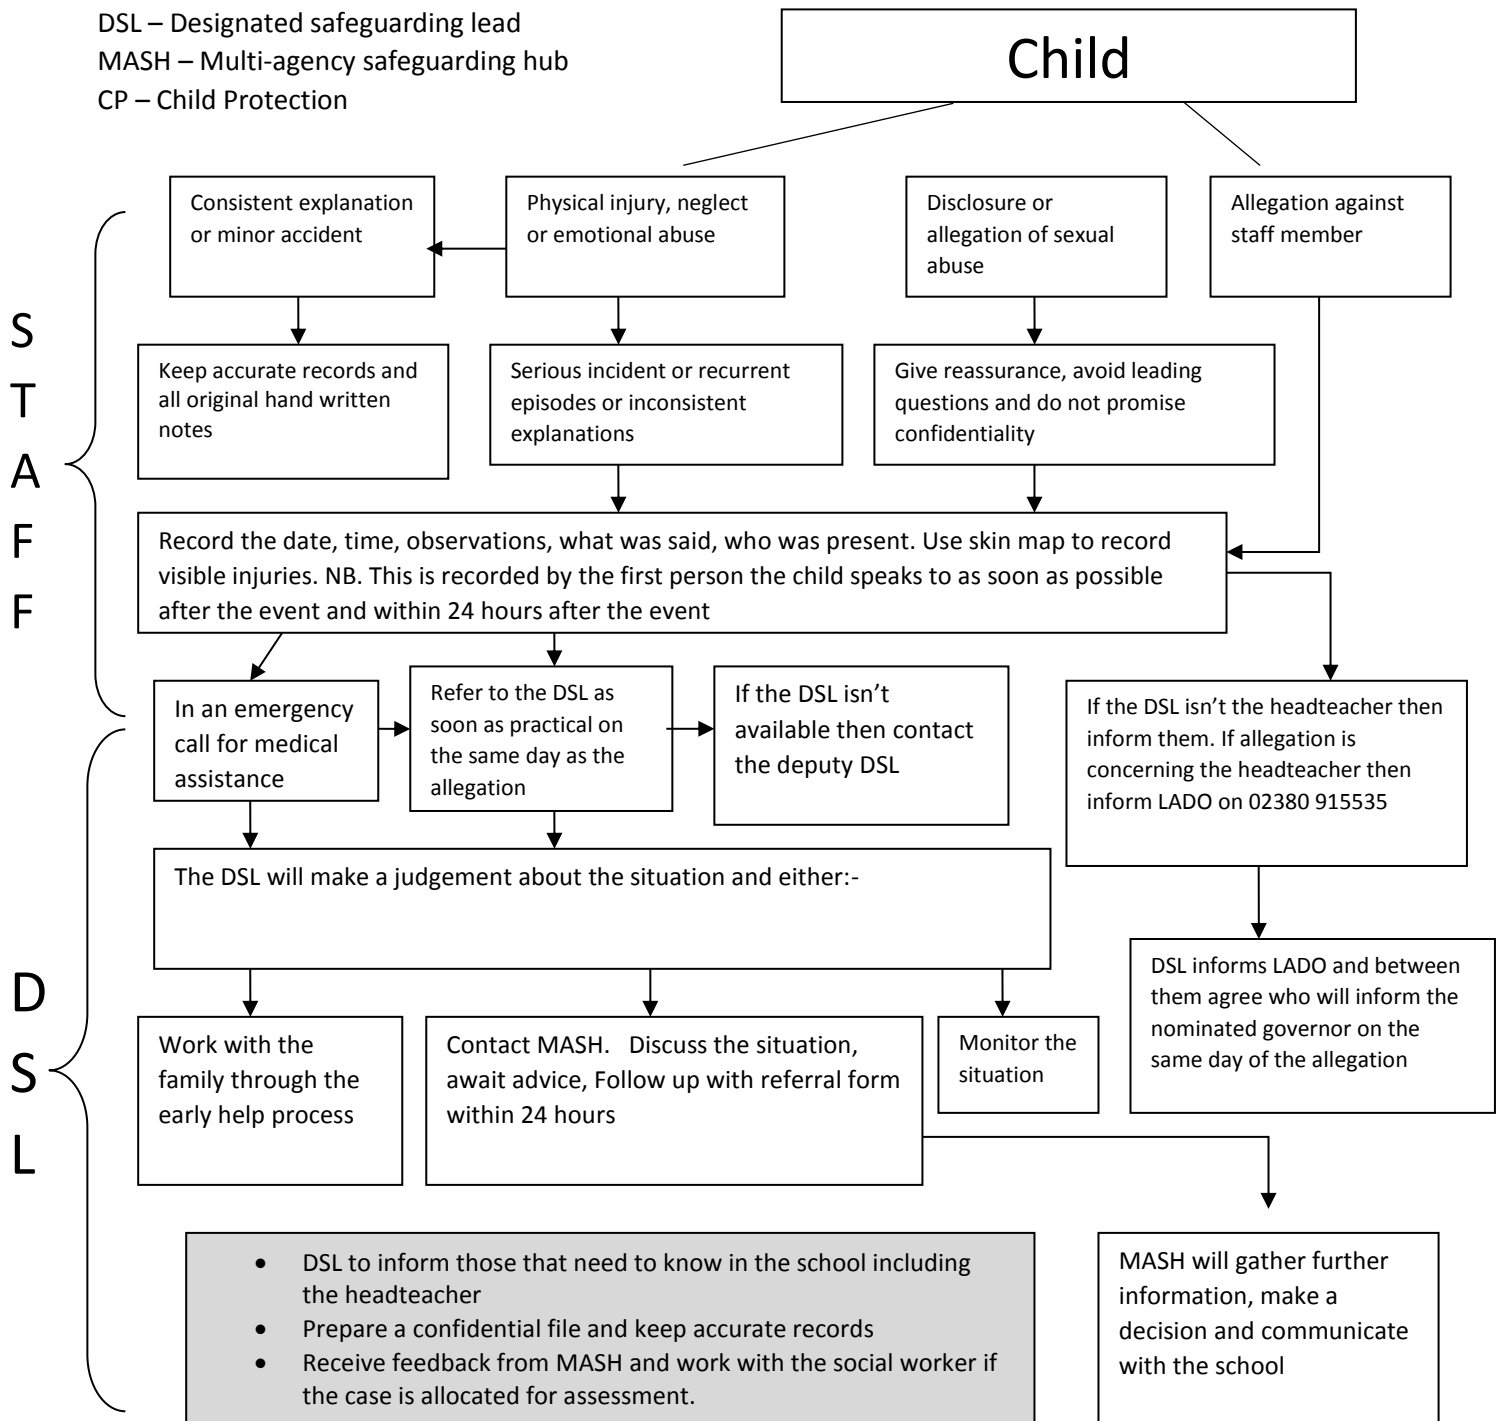 DSL – Designated safeguarding lead
MASH – Multi-agency safeguarding hub
CP – Child Protection
Child
Consistent explanation
or minor accident
Physical injury, neglect
or emotional abuse
Disclosure or
allegation of sexual
abuse
Allegation against
staff member
S
T
A
F
F
Keep accurate records and
all original hand written
notes
Serious incident or recurrent
episodes or inconsistent
explanations
Give reassurance, avoid leading
questions and do not promise
confidentiality
Record the date, time, observations, what was said, who was present. Use skin map to record
visible injuries. NB. This is recorded by the first person the child speaks to as soon as possible
after the event and within 24 hours after the event
In an emergency
call for medical
assistance
Refer to the DSL as
soon as practical on
the same day as the
allegation
If the DSL isn’t
available then contact
the deputy DSL
If the DSL isn’t the headteacher then
inform them. If allegation is
concerning the headteacher then
inform LADO on 02380 915535
The DSL will make a judgement about the situation and either:-
DSL informs LADO and between
them agree who will inform the
nominated governor on the
same day of the allegation
D
S
L
Work with the
family through the
early help process
Contact MASH.   Discuss the situation,
await advice, Follow up with referral form
within 24 hours
Monitor the
situation
• DSL to inform those that need to know in the school including
the headteacher
• Prepare a confidential file and keep accurate records
• Receive feedback from MASH and work with the social worker if
the case is allocated for assessment.
MASH will gather further
information, make a
decision and communicate
with the school